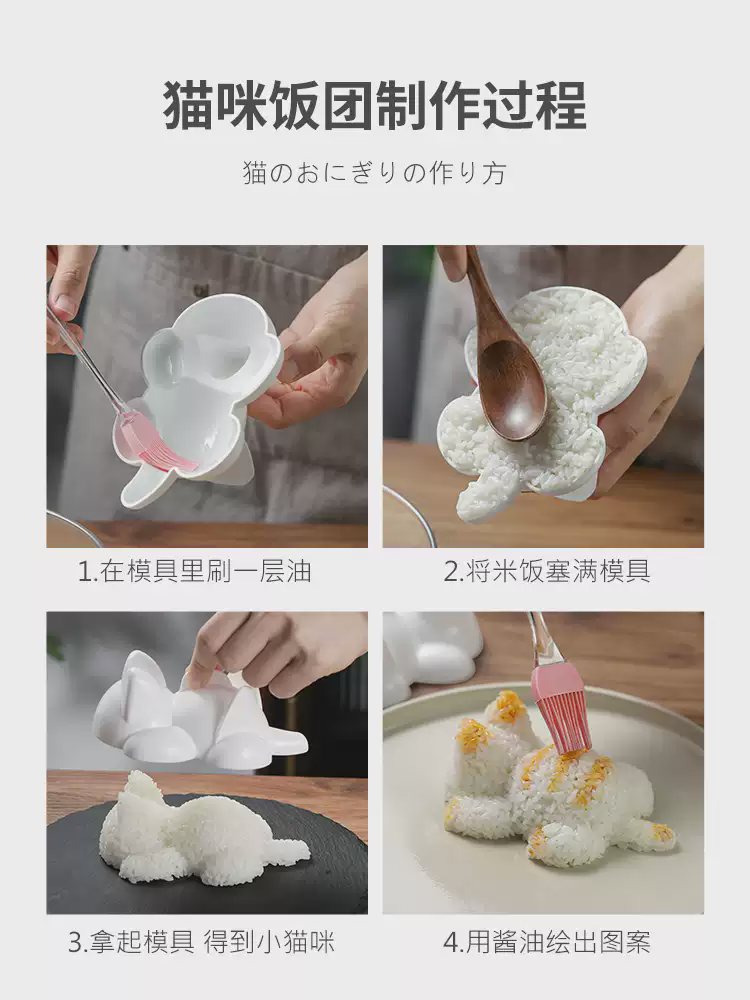 猫咪饭团制作过程
猫のおにぎりの作り方
1.在模具里刷一层油
2.将米饭塞满模具
3.拿起模具 得到小猫咪
4.用酱油绘出图案